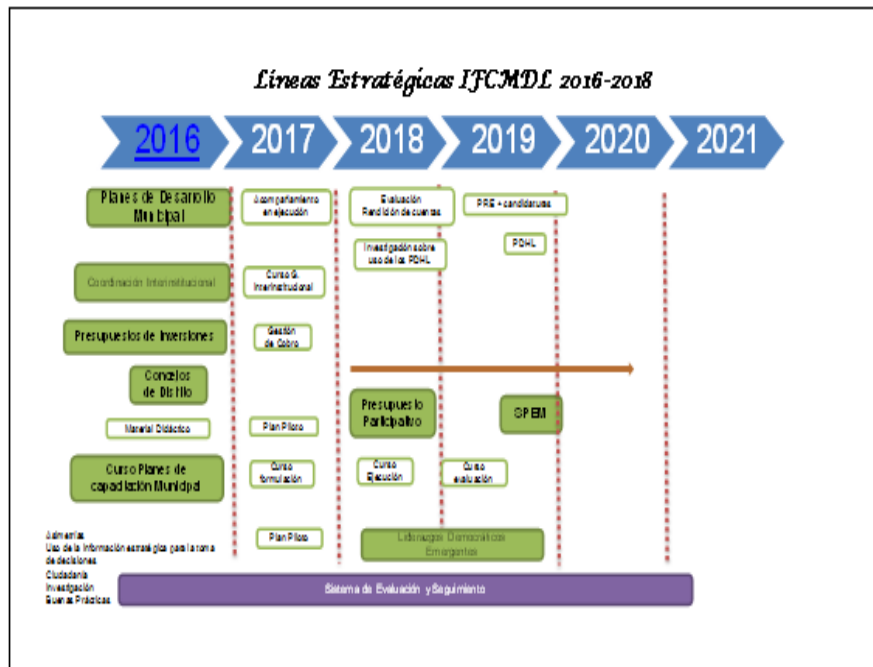 Líneas Estratégicas IFCMDL 2016-2018
2016
2017
2018
2019
2020
2021
Planes de Desarrollo
Municipal
Acompañamiento
en ejecución
Evaluación
Rendición de cuentas
PRE + candidaturas
Investigación sobre
uso de los PDHL
PDHL
Coordinación Interinstitucional
Curso G.
Interinstitucional
Presupuestos de Inversiones
Gestión
de Cobro
Concejos
de Distrito
Presupuesto
Participativo
SPEM
Material Didáctico
Plan Piloto
Curso Planes de
capacitación Municipal
Curso
formulación
Curso
Ejecución
Curso
evaluación
Plan Piloto
Liderazgos Democráticos
Emergentes
Asimetrías
Uso de la información estratégica para la toma
de decisiones
Ciudadanía
Investigación
Buenas Prácticas
Sistema de Evaluación y Seguimiento